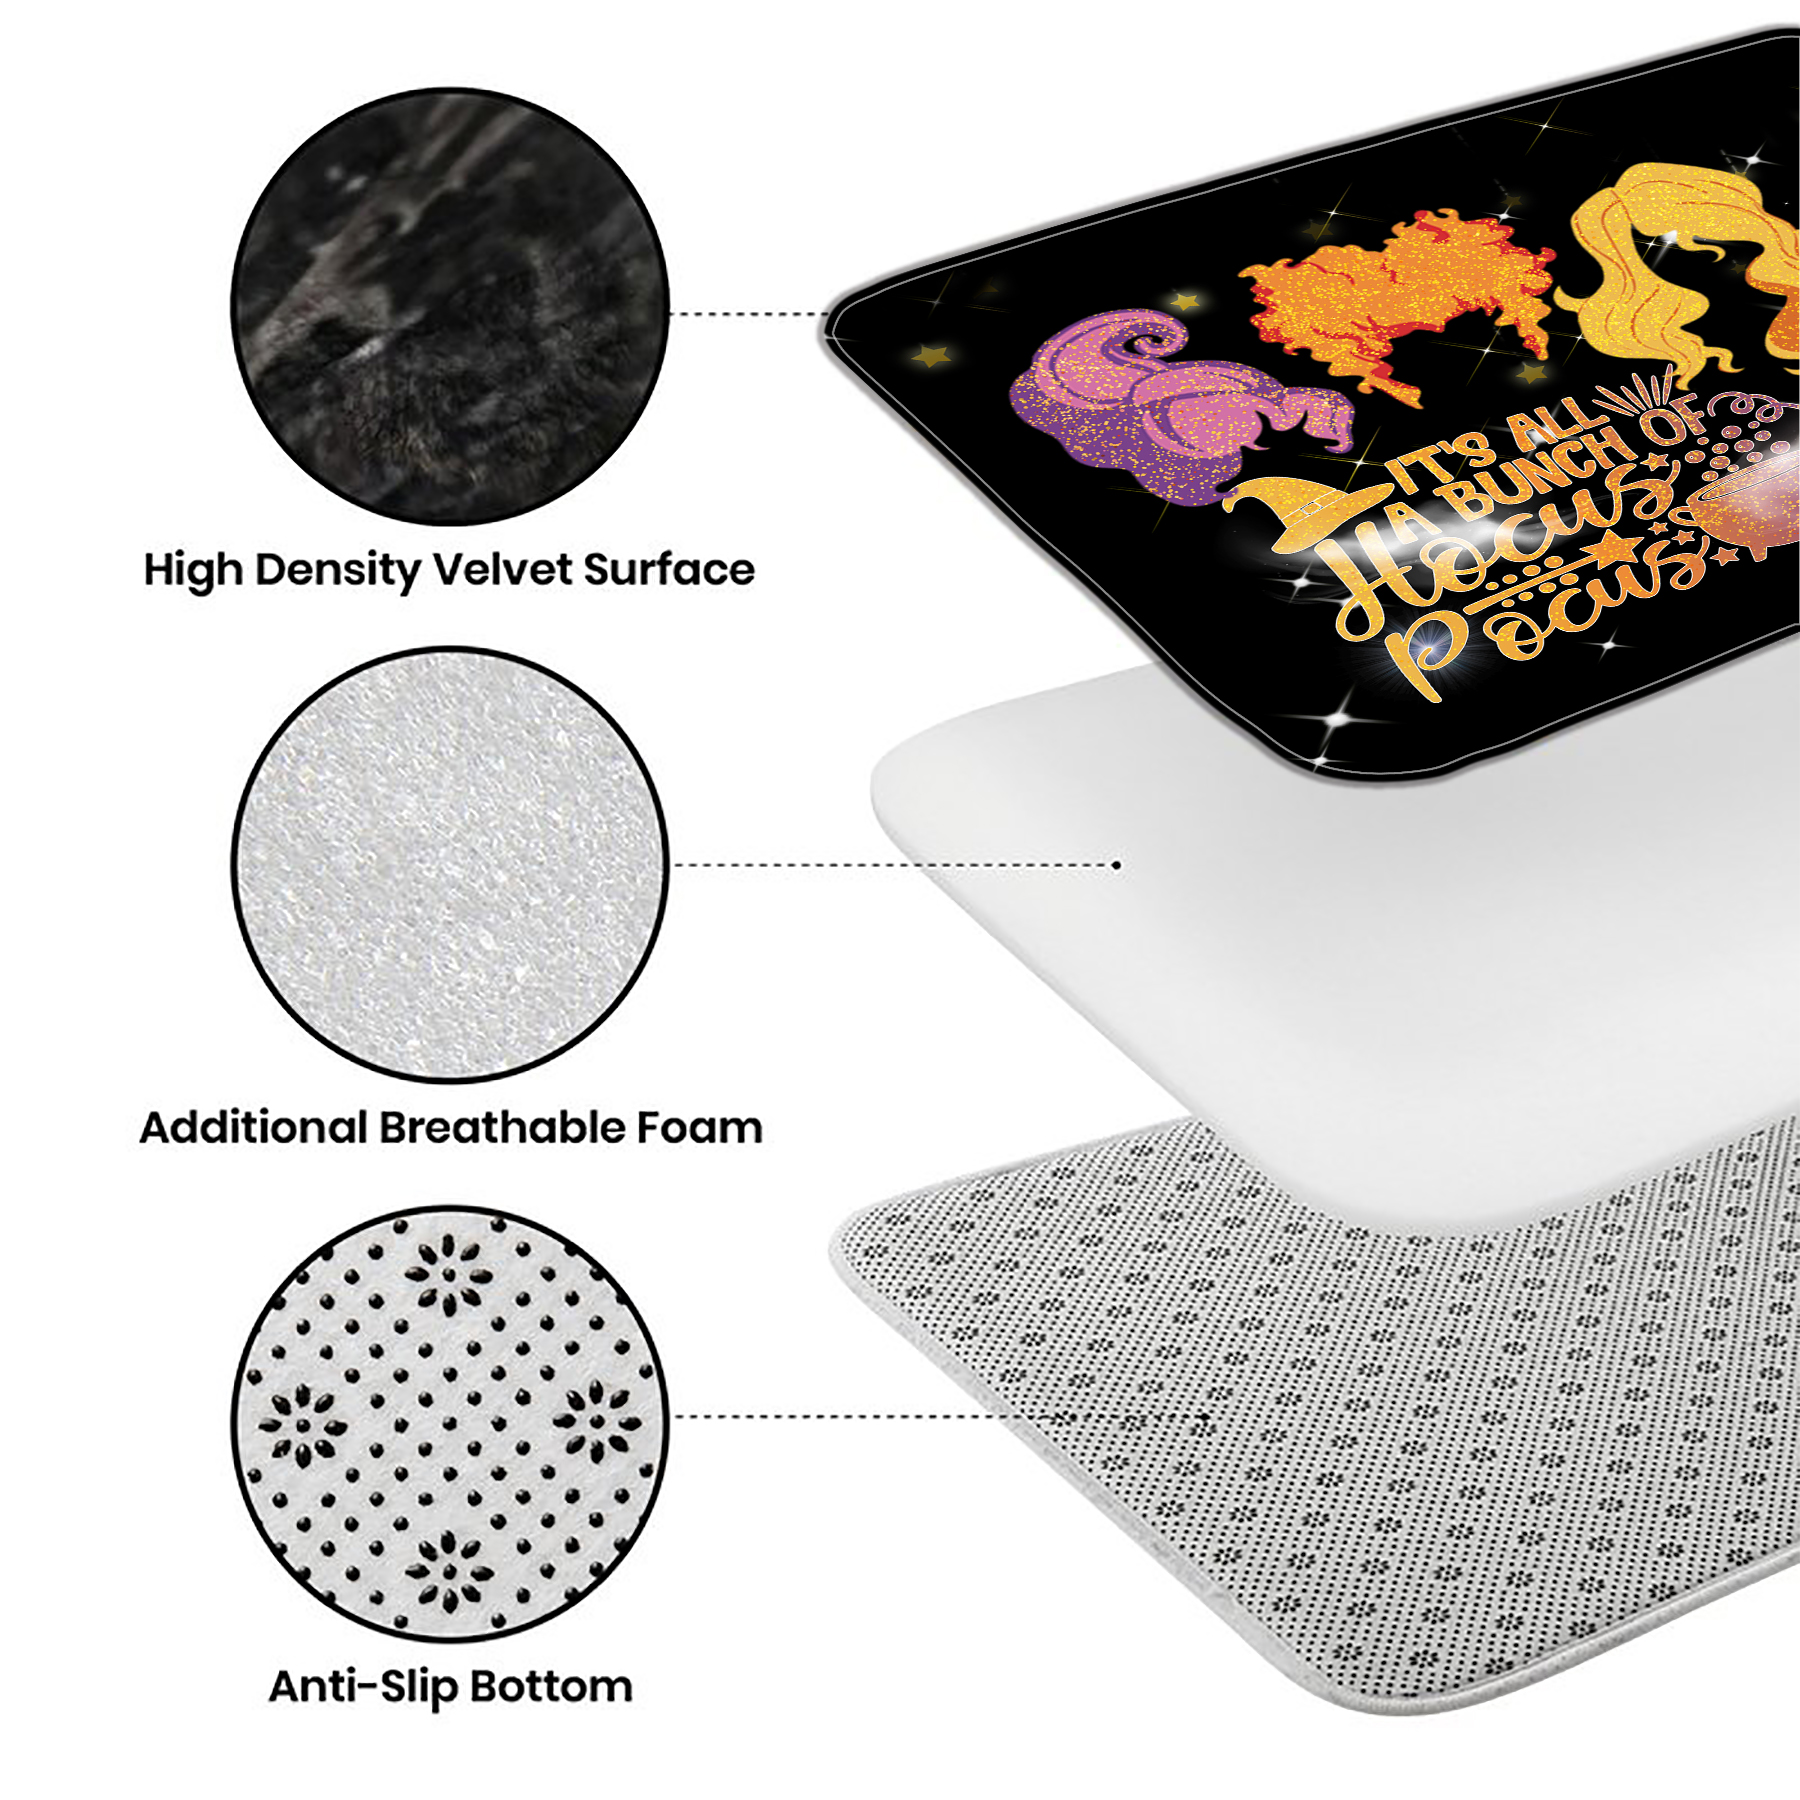 High Density Velvet Surface
IT'S ALL
A BUNCH OF
Hocus
Pocus
Additional Breathable Foam
Anti-Slip Bottom